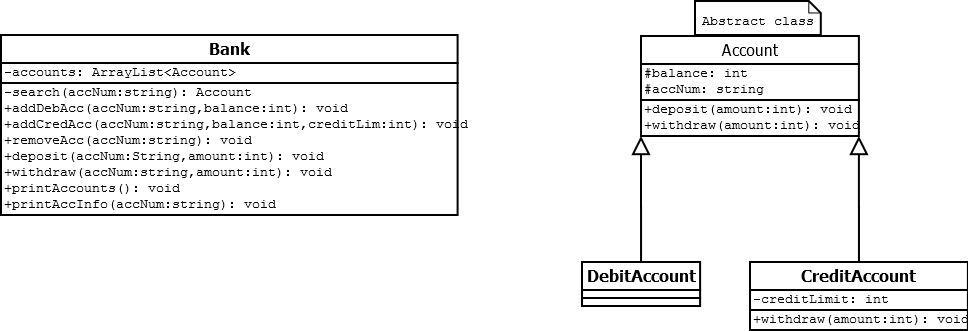 Bank
-accounts: ArrayList<Account>
-search(accNum:string): Account
+addDebAcc(accNum:string,balance:int): void
+addCredAcc(accNum:string,balance:int,creditLim:int): void
+removeAcc(accNum:string): void
+deposit(accNum:String,amount:int): void
+withdraw(accNum:string,amount:int): void
+printAccounts(): void
+printAccInfo(accNum:string): void
Abstract class
Account
#balance: int
#accNum: string
+deposit(amount:int): void
+withdraw(amount:int): void
DebitAccount
CreditAccount
-creditLimit: int
+withdraw(amount:int): void